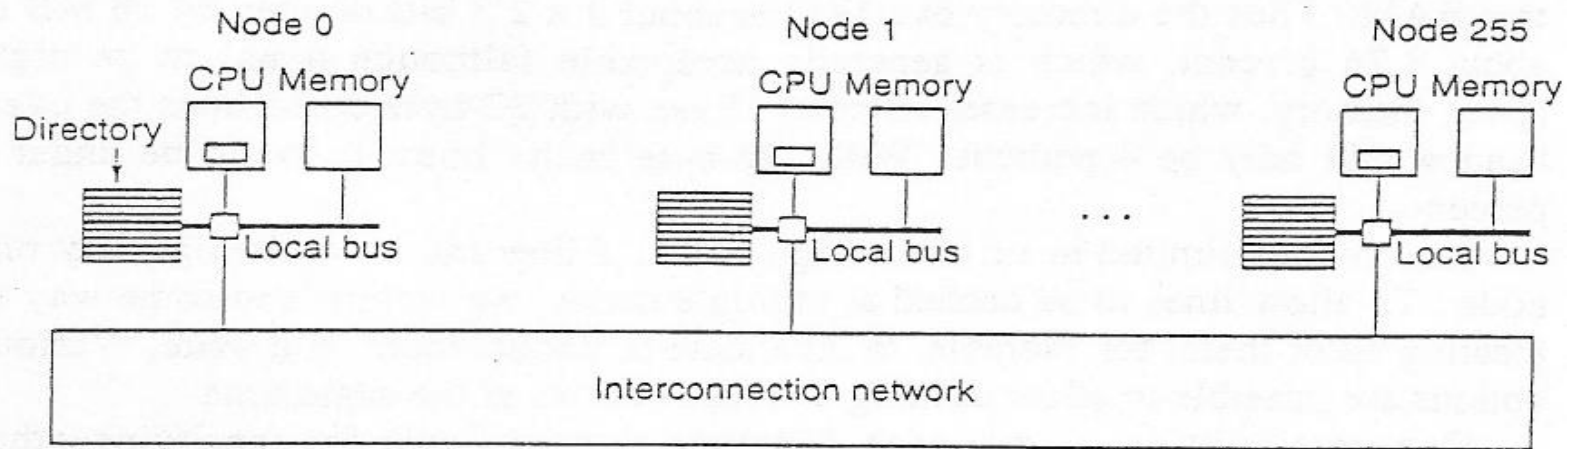 Node 0
Node 1
Node 255
CPU Memory
CPU Memory
CPU Memory
Directory
Local bus
Local bus
. . .
Local bus
Interconnection network